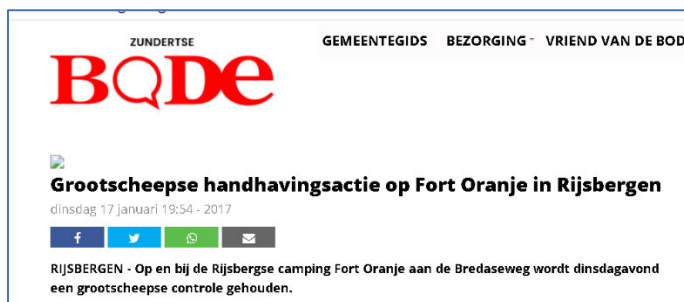 ZUNDERTSE
BODE
GEMEENTEGIDS BEZORGING VRIEND VAN DE BOD
Grootscheepse handhavingsactie op Fort Oranje in Rijsbergen
dinsdag 17 januari 19:54 - 2017
RIJSBERGEN - Op en bij de Rijsbergse camping Fort Oranje aan de Bredaseweg wordt dinsdagavond
een grootscheepse controle gehouden.